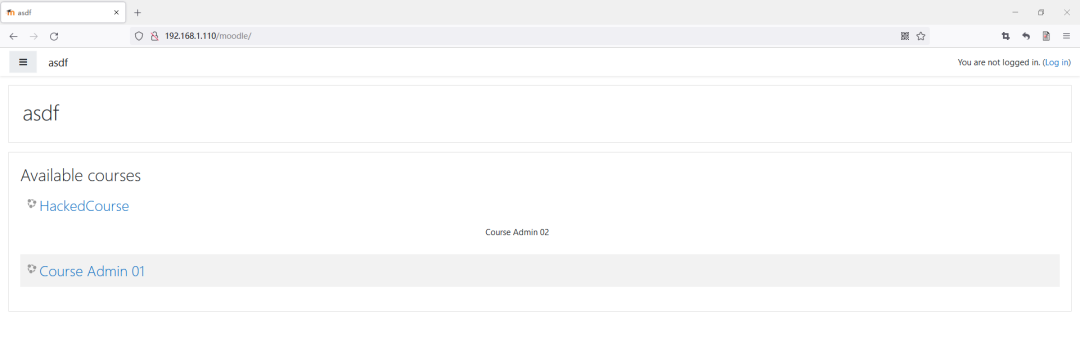 asdf
192.168.1.110/moodle/
asdf
You are not logged in. (Log in)
asdf
Available courses
HackedCourse
Course Admin 02
Course Admin 01